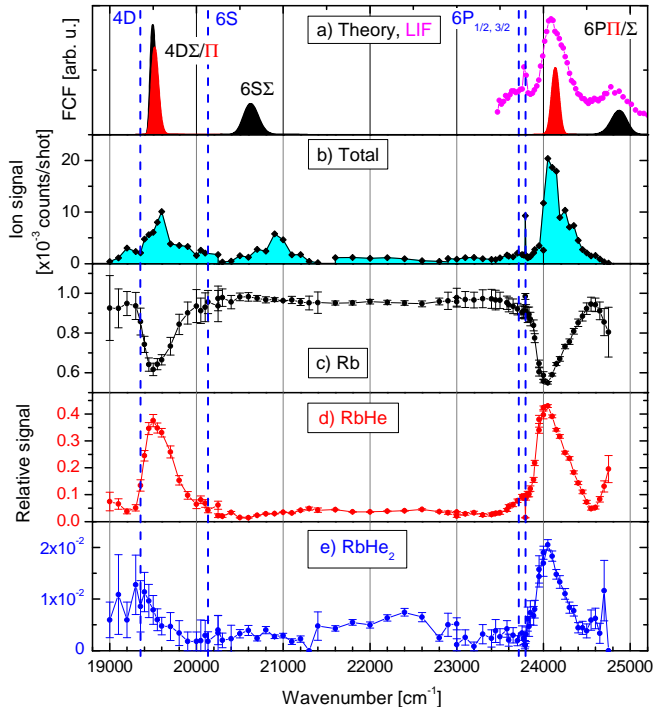 4D
6S
6P1/2, 3/2
a) Theory, LIF
4DΣ/Π
6SΣ
6PΠ/Σ
FCF [arb. u.]
b) Total
Ion signal
[x10⁻³ counts/shot]
20
10
0
c) Rb
1.0
0.8
0.6
d) RbHe
Relative signal
0.4
0.3
0.2
0.1
0.0
e) RbHe₂
2x10⁻²
1x10⁻²
0
19000 20000 21000 22000 23000 24000 25000
Wavenumber [cm⁻¹]